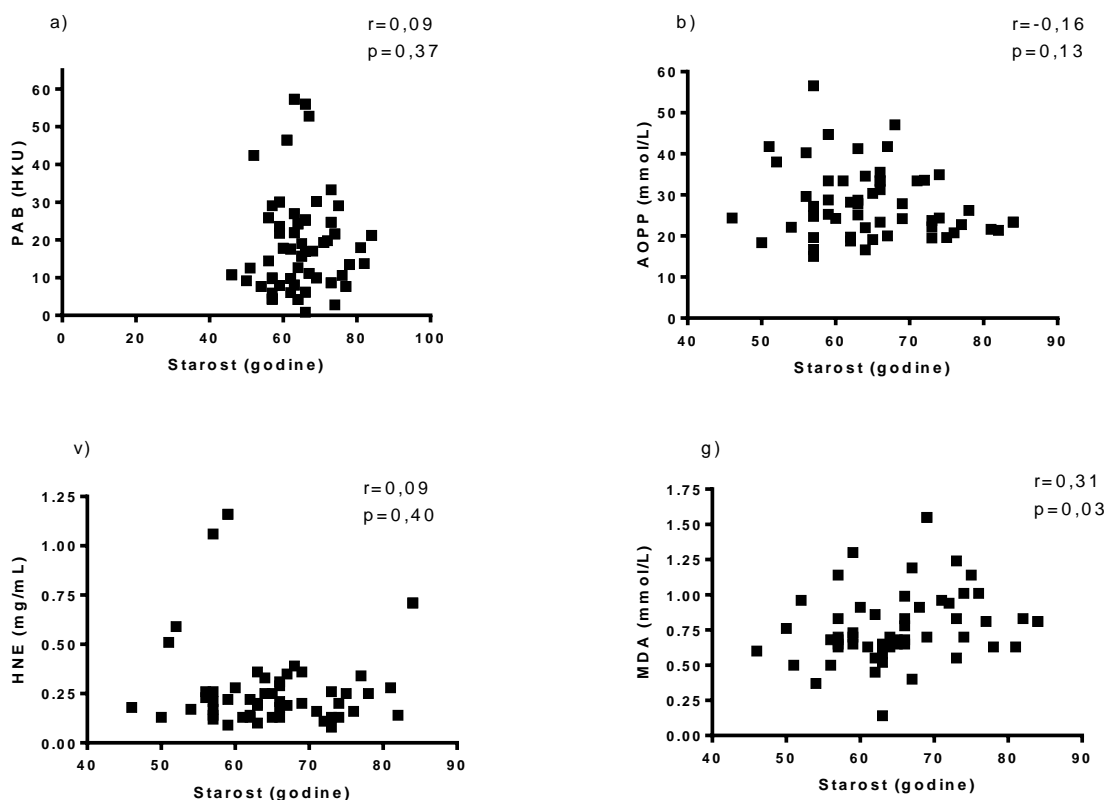 a)
r=0,09
p=0,37
60
50
40
30
20
10
0
PAB (HKU)
0 20 40 60 80 100
Starost (godine)
b)
r=-0,16
p=0,13
60
50
40
30
20
10
0
AOPP (mmol/L)
40 50 60 70 80 90
Starost (godine)
v)
r=0,09
p=0,40
1.25
1.00
0.75
0.50
0.25
0.00
HNE (mg/mL)
40 50 60 70 80 90
Starost (godine)
g)
r=0,31
p=0,03
1.75
1.50
1.25
1.00
0.75
0.50
0.25
0.00
MDA (mmol/L)
40 50 60 70 80 90
Starost (godine)